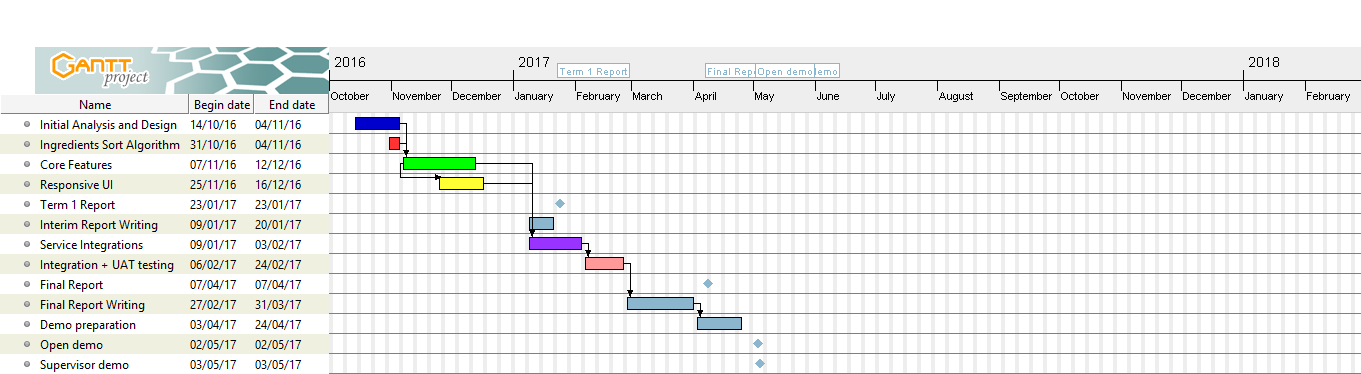 GANTT
project
2016
2017
2018
Term 1 Report
Final Rep
Open demo
emo
Name Begin date End date
October November December January February March April May June July August September October November December January February
Initial Analysis and Design 14/10/16 04/11/16
Ingredients Sort Algorithm 31/10/16 04/11/16
Core Features 07/11/16 12/12/16
Responsive UI 25/11/16 16/12/16
Term 1 Report 23/01/17 23/01/17
Interim Report Writing 09/01/17 20/01/17
Service Integrations 09/01/17 03/02/17
Integration + UAT testing 06/02/17 24/02/17
Final Report 07/04/17 07/04/17
Final Report Writing 27/02/17 31/03/17
Demo preparation 03/04/17 24/04/17
Open demo 02/05/17 02/05/17
Supervisor demo 03/05/17 03/05/17